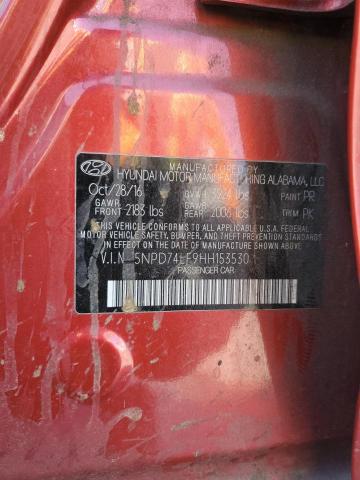 MANUFACTURED BY
HYUNDAI MOTOR MANUFACTURING ALABAMA, LLC
Oct/28/16 GVWR lbs PAINT PR
GAWR FRONT 2183 lbs GAWR REAR 2006 lbs TRIM PK
THIS VEHICLE CONFORMS TO ALL APPLICABLE
U.S. FEDERAL MOTOR VEHICLE SAFETY,
BUMPER, AND THEFT PREVENTION STANDARDS
IN EFFECT ON THE DATE OF
MANUFACTURE SHOWN ABOVE.
V.I.N 5NPD74LF9HH153530
PASSENGER CAR